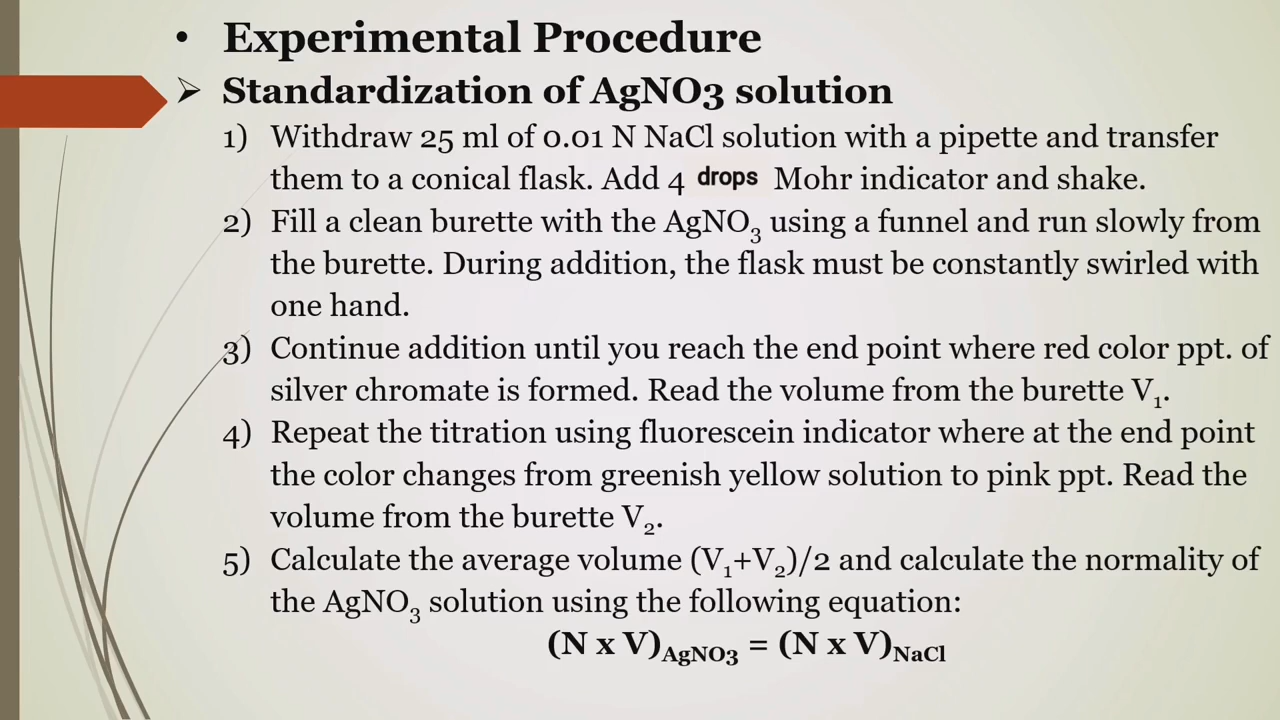 • Experimental Procedure
➢ Standardization of AgNO3 solution
1) Withdraw 25 ml of 0.01 N NaCl solution with a pipette and transfer
them to a conical flask. Add 4 drops Mohr indicator and shake.
2) Fill a clean burette with the AgNO₃ using a funnel and run slowly from
the burette. During addition, the flask must be constantly swirled with
one hand.
3) Continue addition until you reach the end point where red color ppt. of
silver chromate is formed. Read the volume from the burette V₁.
4) Repeat the titration using fluorescein indicator where at the end point
the color changes from greenish yellow solution to pink ppt. Read the
volume from the burette V₂.
5) Calculate the average volume (V₁+V₂)/2 and calculate the normality of
the AgNO₃ solution using the following equation:
(N x V)AgNO3 = (N x V)NaCl